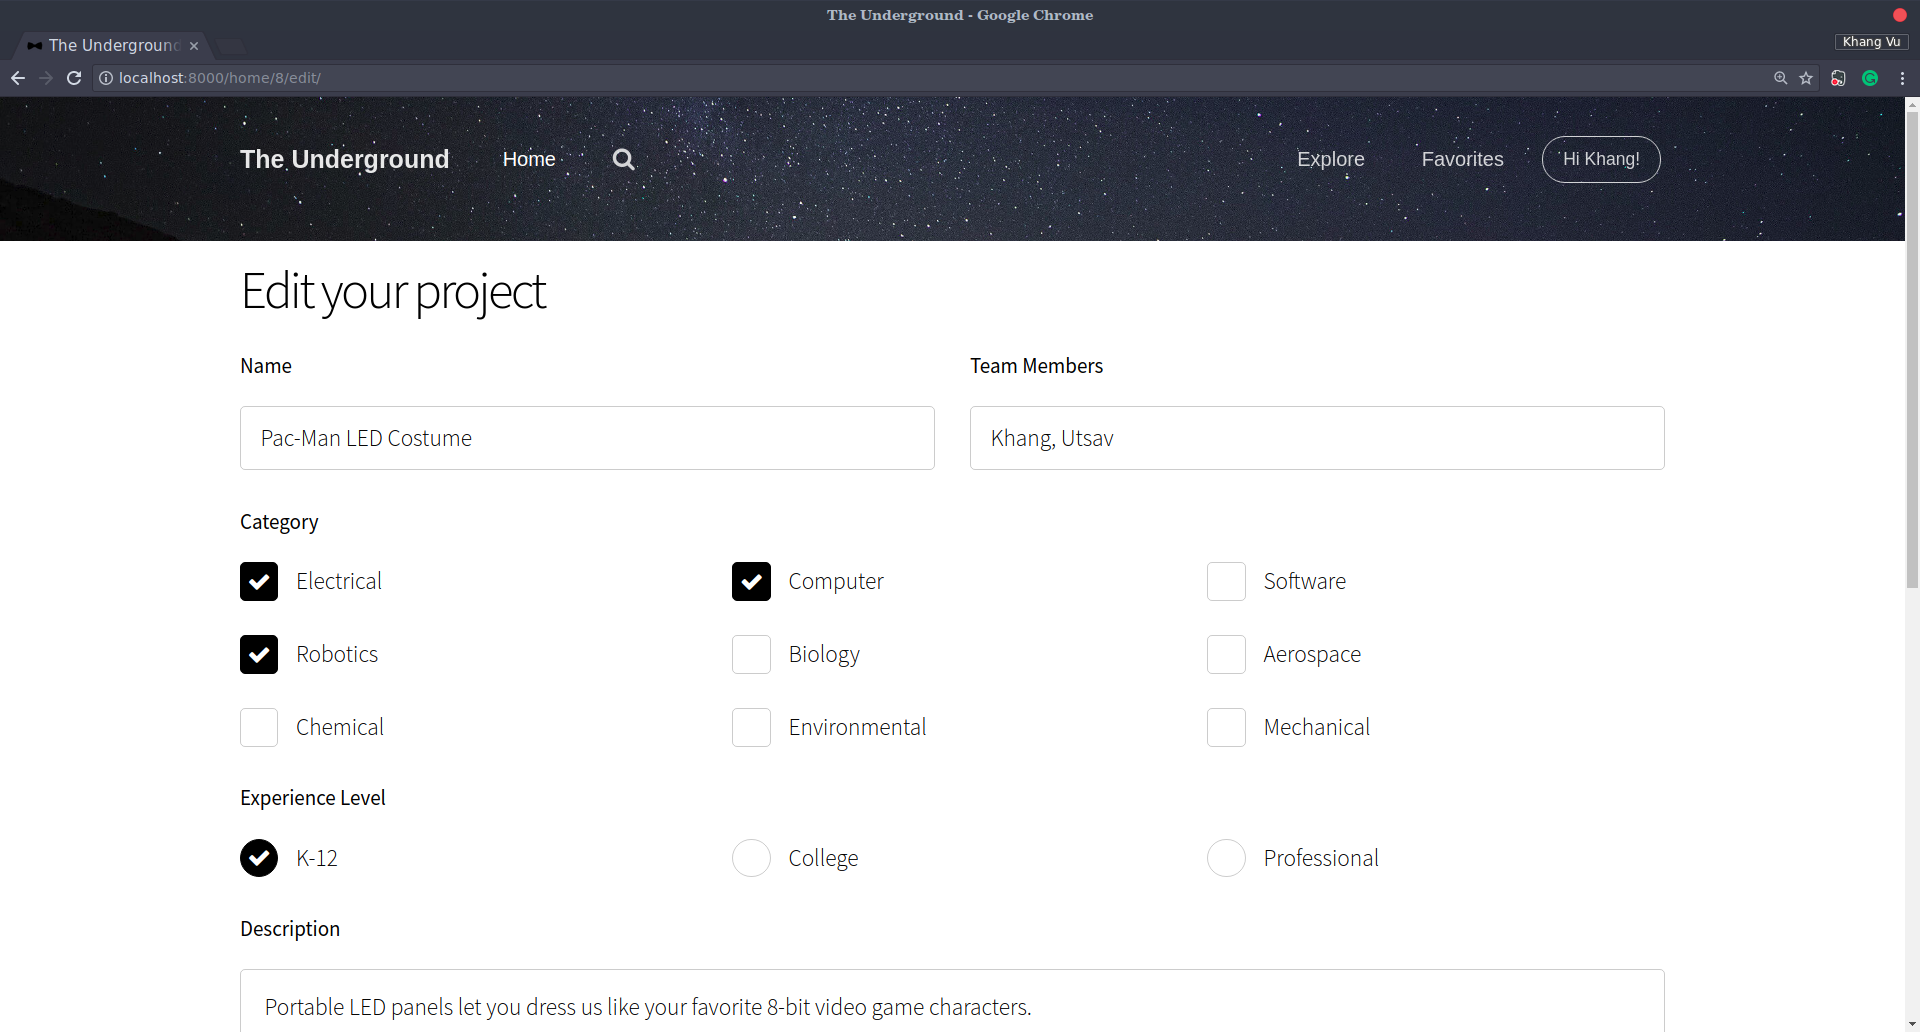 The Underground - Google Chrome
The Underground
Khang Vu
localhost:8000/home/8/edit/
The Underground Home Explore Favorites Hi Khang!
Edit your project
Name Team Members
Pac-Man LED Costume Khang, Utsav
Category
Electrical Computer Software
Robotics Biology Aerospace
Chemical Environmental Mechanical
Experience Level
K-12 College Professional
Description
Portable LED panels let you dress us like your favorite 8-bit video game characters.